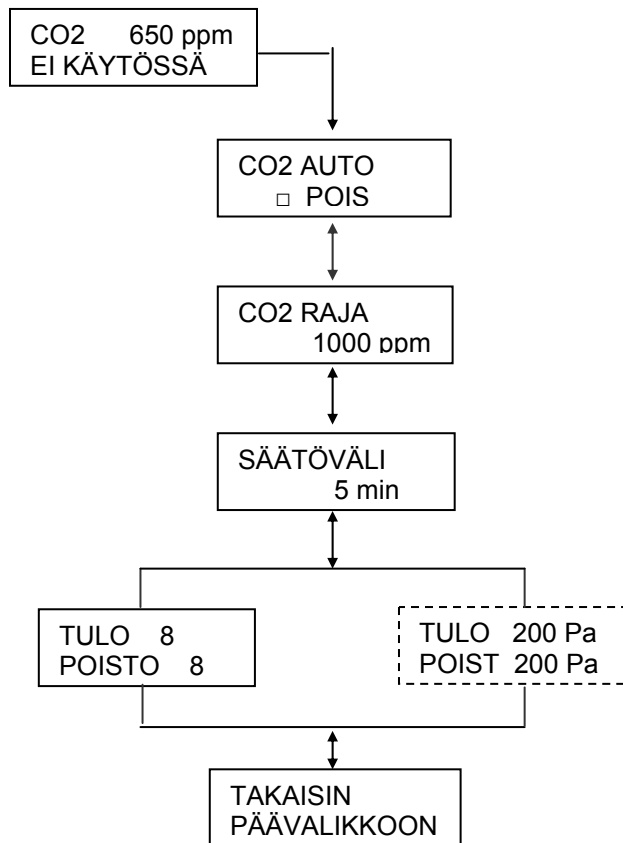 CO2 650 ppm
EI KÄYTÖSSÄ
CO2 AUTO
□ POIS
CO2 RAJA
1000 ppm
SÄÄTÖVÄLI
5 min
TULO 8
POISTO 8
TULO 200 Pa
POIST 200 Pa
TAKAISIN
PÄÄVALIKKOON